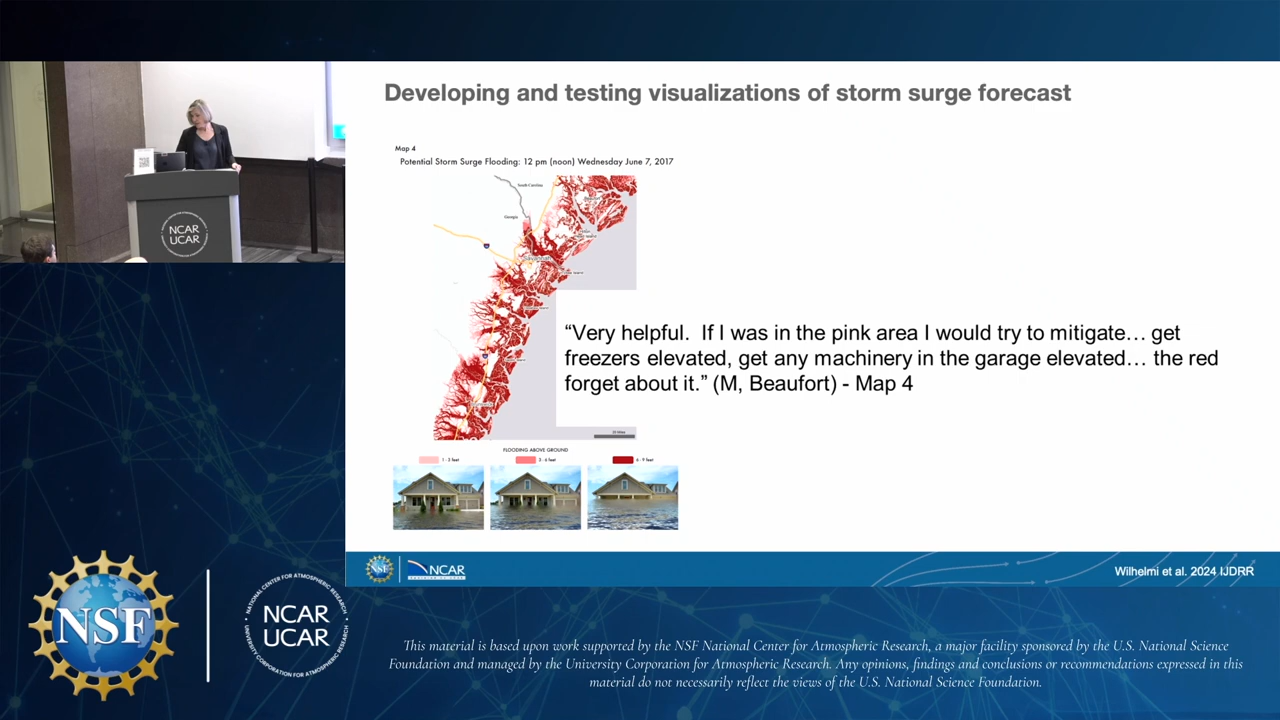 Developing and testing visualizations of storm surge forecast
Map 4
Potential Storm Surge Flooding: 12 pm (noon) Wednesday June 7, 2017
South Carolina
Georgia
“Very helpful. If I was in the pink area I would try to mitigate… get
freezers elevated, get any machinery in the garage elevated… the red
forget about it.” (M, Beaufort) - Map 4
FLOODING ABOVE GROUND
1 - 3 feet
3 - 6 feet
6 - 9 feet
NSF
NCAR
Wilhelmi et al. 2024 IJDRR
NCAR
UCAR
NSF
NATIONAL CENTER FOR ATMOSPHERIC RESEARCH
NCAR
UCAR
UNIVERSITY CORPORATION FOR ATMOSPHERIC RESEARCH
This material is based upon work supported by the NSF National Center for Atmospheric Research, a major facility sponsored by the U.S. National Science
Foundation and managed by the University Corporation for Atmospheric Research. Any opinions, findings and conclusions or recommendations expressed in this
material do not necessarily reflect the views of the U.S. National Science Foundation.